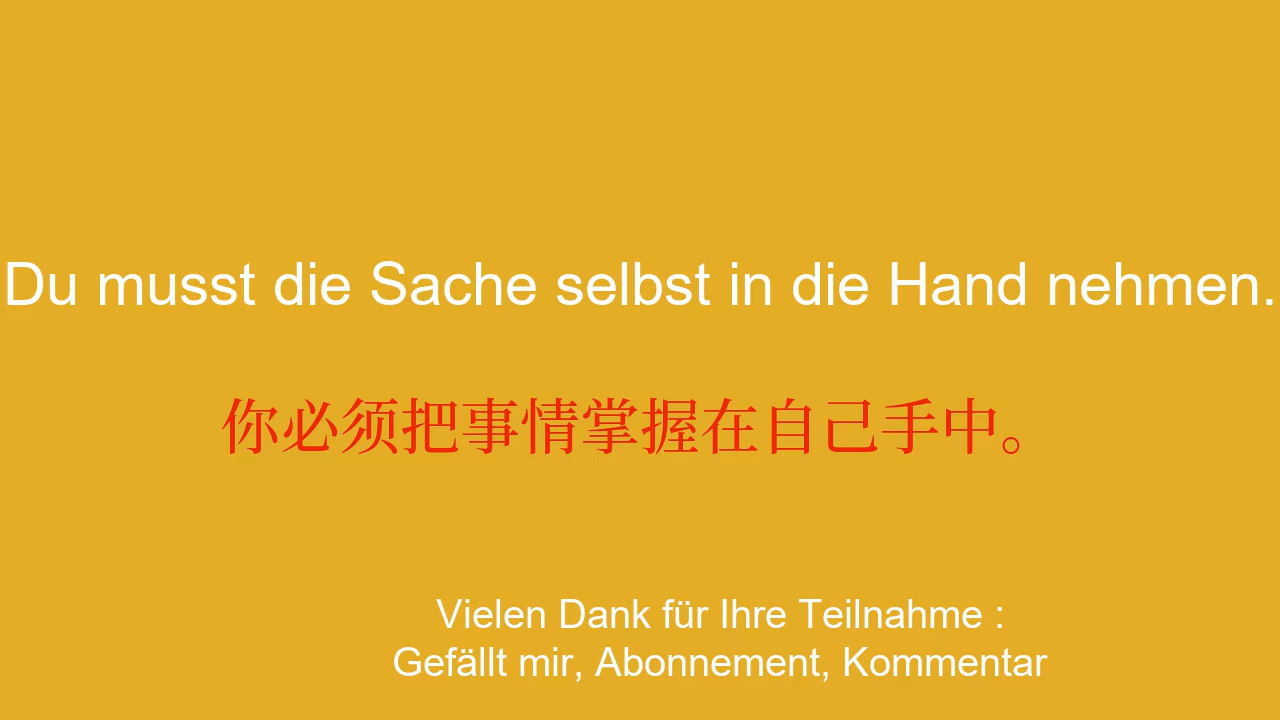 Du musst die Sache selbst in die Hand nehmen.
你必须把事情掌握在自己手中。
Vielen Dank für Ihre Teilnahme :
Gefällt mir, Abonnement, Kommentar